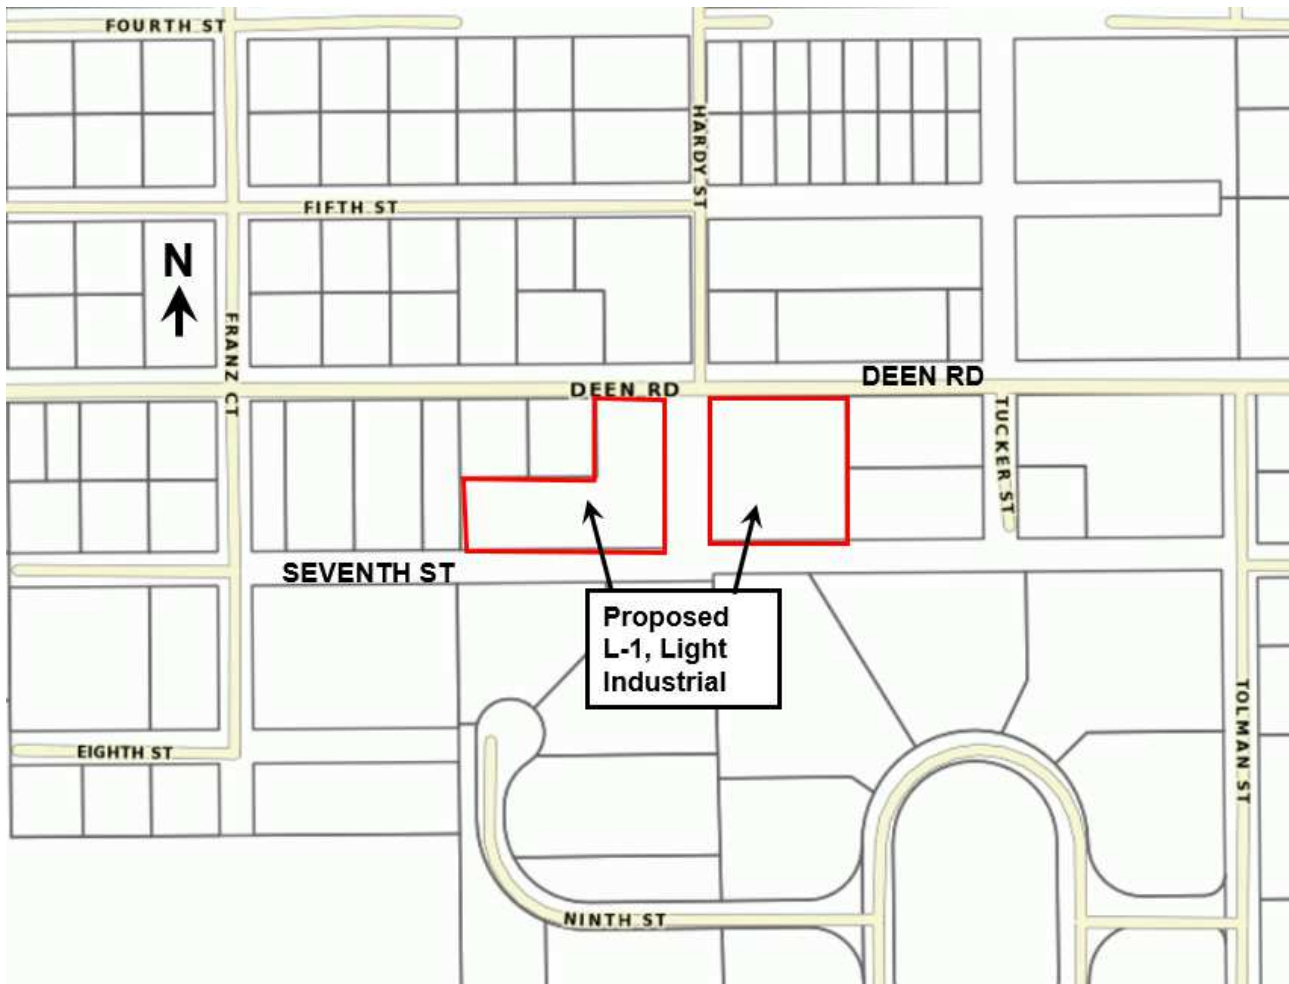 FOURTH ST
HARDY ST
FIFTH ST
N
FRANZ CT
DEEN RD
DEEN RD
TUCKER ST
SEVENTH ST
Proposed
L-1, Light
Industrial
TOLMAN ST
EIGHTH ST
NINTH ST